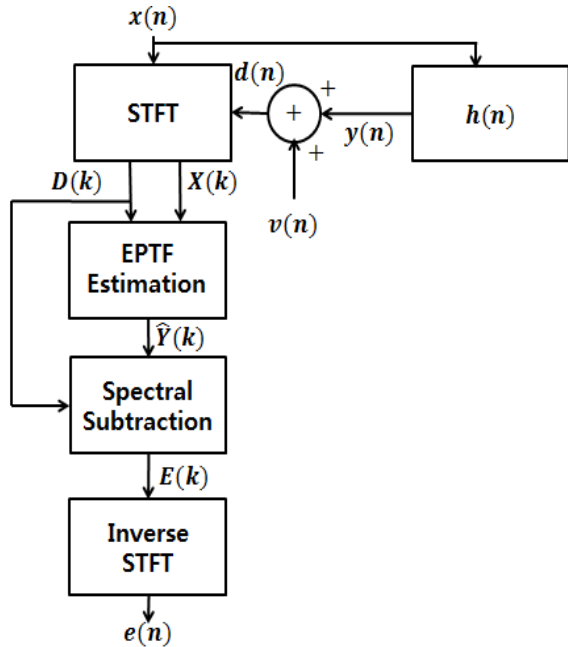 x(n)
d(n)
STFT
+
+
+
y(n)
h(n)
v(n)
D(k)
X(k)
EPTF
Estimation
Ŷ(k)
Spectral
Subtraction
E(k)
Inverse
STFT
e(n)